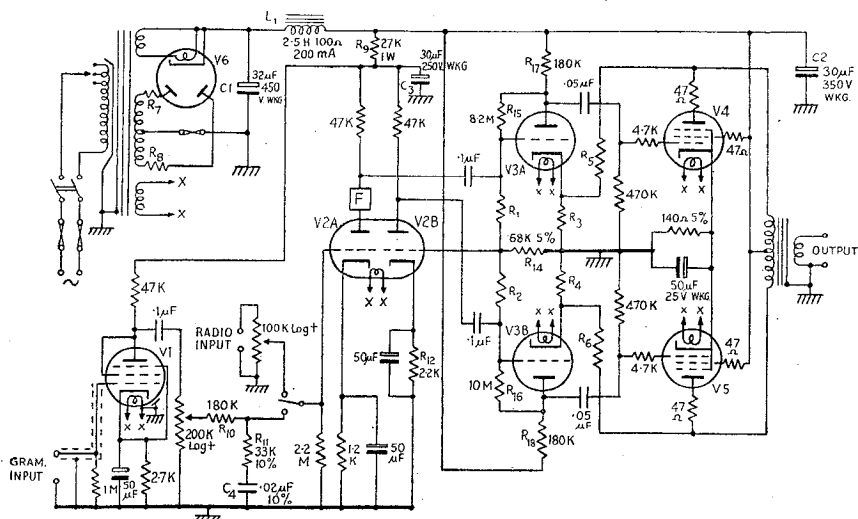 L1
2·5 H 100Ω
200 mA
R9
27K
1W
30μF
250V. WKG.
C3
V6
C1
32μF
450
V. WKG
R7
R8
X
X
47K
47K
R17
180K
·05μF
R15
8·2M
V3A
X X
R5
47
Ω
V4
4·7K
47Ω
X X
C2
30μF
350V
WKG.
·1μF
F
V2A
V2B
X X
R1
R3
470K
140Ω 5%
68K 5%
R14
50μF
25V WKG.
OUTPUT
R2
R4
470K
X X
V3B
R6
X X
47
Ω
4·7K
V5
47
Ω
·1μF
10M
R16
·05
μF
R18
180K
47K
·1μF
V1
X X
RADIO
INPUT
100K Log+
50μF
R12
2·2K
180K
R10
200K
Log+
R11
33K
10%
C4
·02μF
10%
2·2
M
1·2
K
50
μF
GRAM.
INPUT
1M
50
μF
2·7K